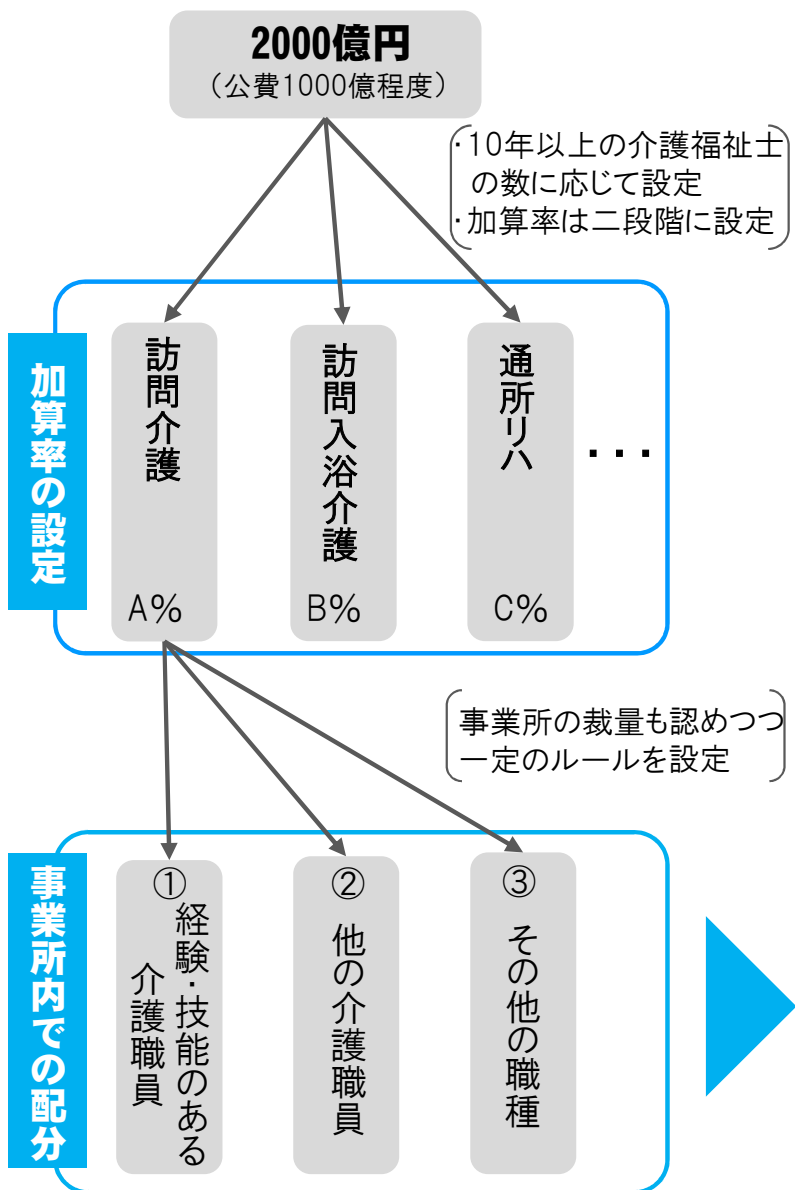 2000億円
（公費1000億程度）
・10年以上の介護福祉士
の数に応じて設定
・加算率は二段階に設定
加算率の設定
訪問介護
A%
訪問入浴介護
B%
通所リハ
C%
・・・
事業所の裁量も認めつつ
一定のルールを設定
事業所内での配分
①
経験・技能のある
介護職員
②
他の介護職員
③
その他の職種